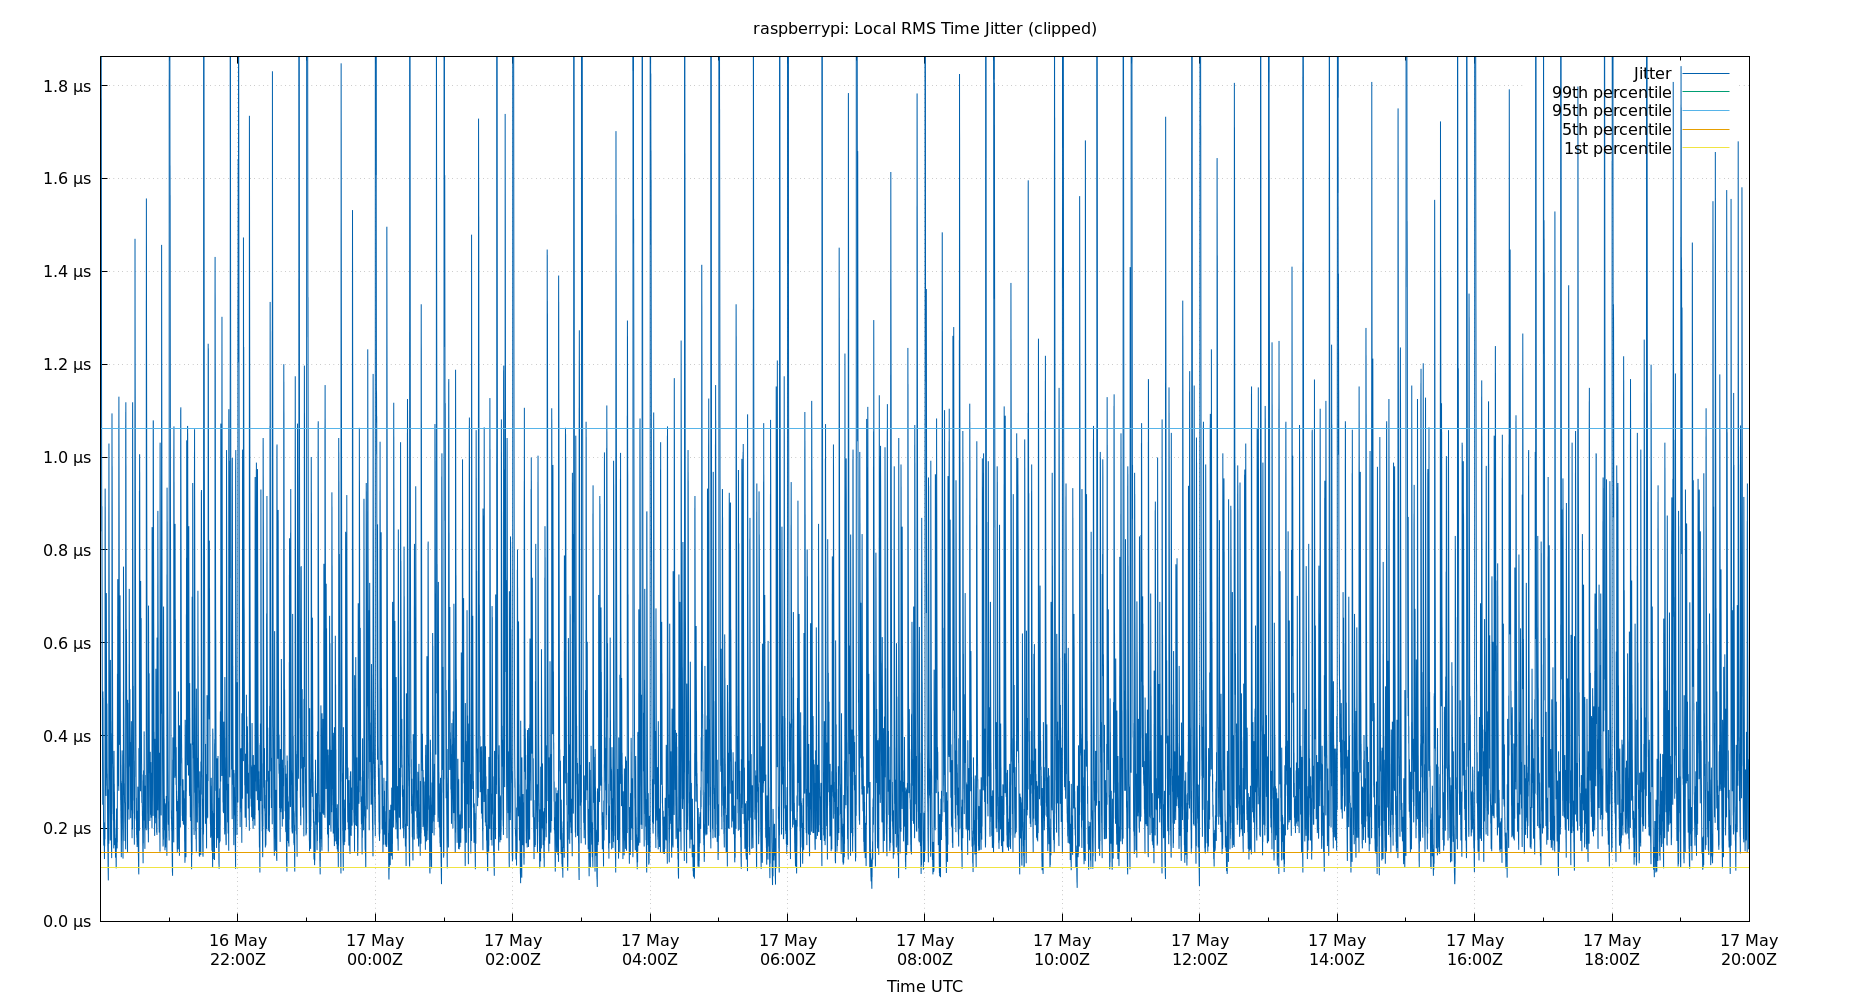 raspberrypi: Local RMS Time Jitter (clipped)
Jitter
99th percentile
95th percentile
5th percentile
1st percentile
1.8 μs
1.6 μs
1.4 μs
1.2 μs
1.0 μs
0.8 μs
0.6 μs
0.4 μs
0.2 μs
0.0 μs
16 May 17 May 17 May 17 May 17 May 17 May 17 May 17 May 17 May 17 May 17 May 17 May
22:00Z 00:00Z 02:00Z 04:00Z 06:00Z 08:00Z 10:00Z 12:00Z 14:00Z 16:00Z 18:00Z 20:00Z
Time UTC